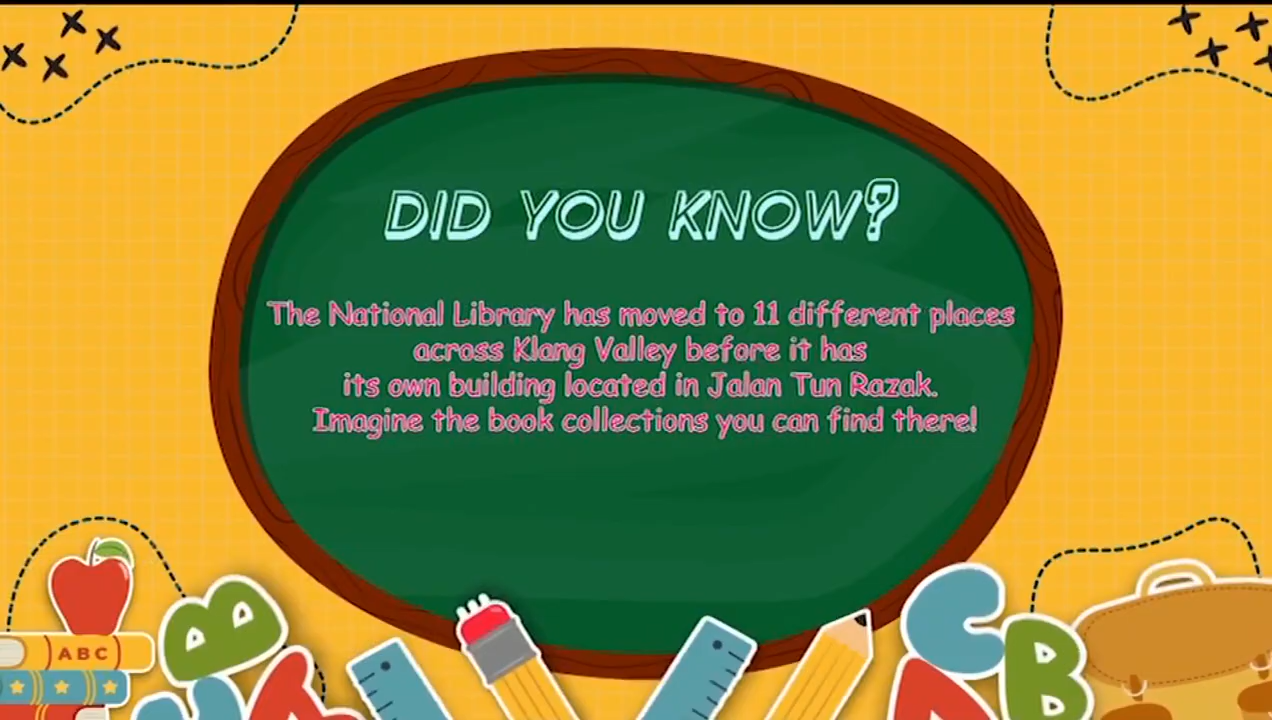 DID YOU KNOW?
The National Library has moved to 11 different places
across Klang Valley before it has
its own building located in Jalan Tun Razak.
Imagine the book collections you can find there!
ABC
B
A
C
A
B